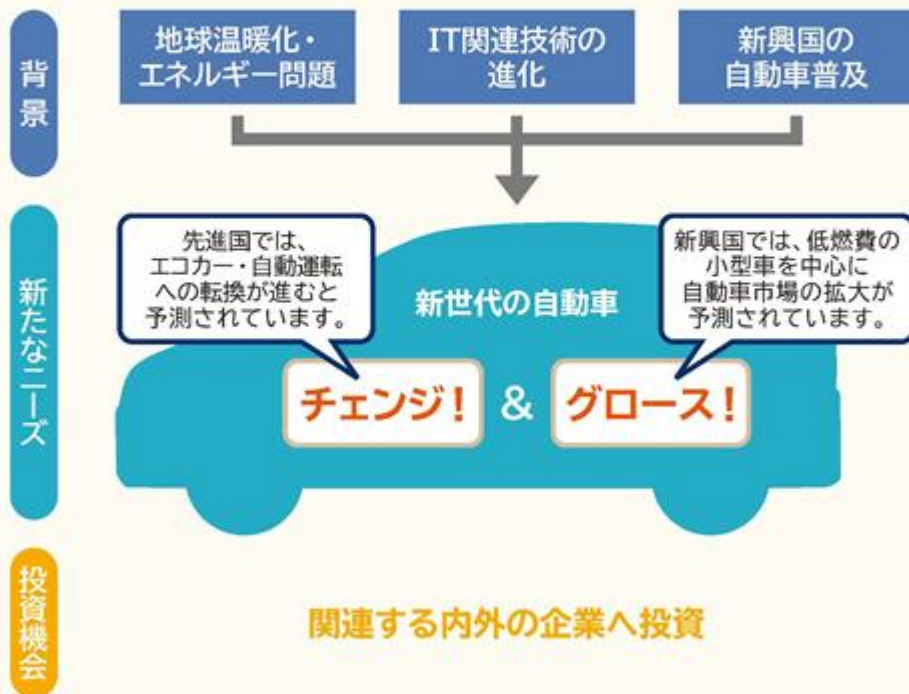 背景
地球温暖化・
エネルギー問題
IT関連技術の
進化
新興国の
自動車普及
新たなニーズ
先進国では、
エコカー・自動運転
への転換が進むと
予測されています。
新興国では、低燃費の
小型車を中心に
自動車市場の拡大が
予測されています。
新世代の自動車
チェンジ！ & グロース！
投資機会
関連する内外の企業へ投資